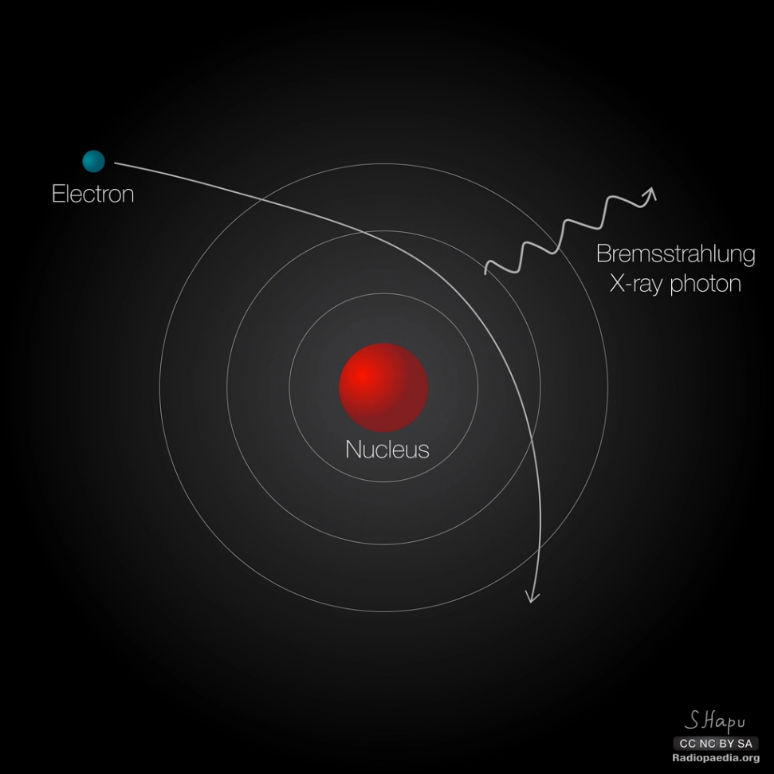 Electron
Bremsstrahlung
X-ray photon
Nucleus
SHapu
CC NC BY SA
Radiopaedia.org